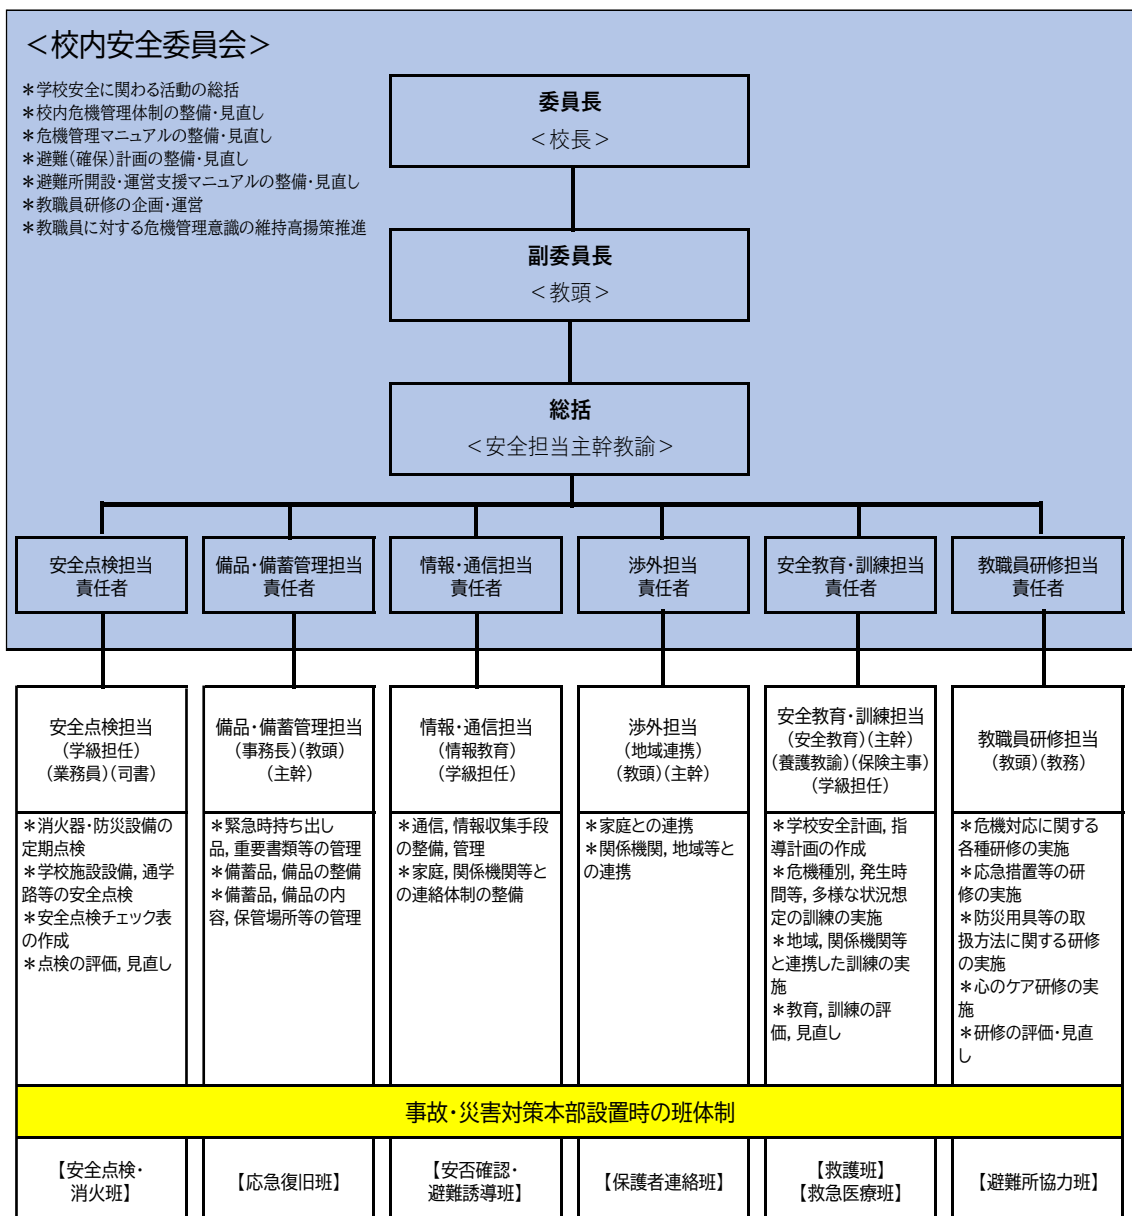 ＜校内安全委員会＞
＊学校安全に関わる活動の総括
＊校内危機管理体制の整備・見直し
＊危機管理マニュアルの整備・見直し
＊避難（確保）計画の整備・見直し
＊避難所開設・運営支援マニュアルの整備・見直し
＊教職員研修の企画・運営
＊教職員に対する危機管理意識の維持高揚策推進
委員長
＜校長＞
副委員長
＜教頭＞
総括
＜安全担当主幹教諭＞
安全点検担当
責任者
備品・備蓄管理担当
責任者
情報・通信担当
責任者
渉外担当
責任者
安全教育・訓練担当
責任者
教職員研修担当
責任者
安全点検担当
（学級担任）
（業務員）（司書）
備品・備蓄管理担当
（事務長）（教頭）
（主幹）
情報・通信担当
（情報教育）
（学級担任）
渉外担当
（地域連携）
（教頭）（主幹）
安全教育・訓練担当
（安全教育）（主幹）
（養護教諭）（保険主事）
（学級担任）
教職員研修担当
（教頭）（教務）
＊消火器・防災設備の
定期点検
＊学校施設設備，通学
路等の安全点検
＊安全点検チェック表
の作成
＊点検の評価，見直し
＊緊急時持ち出し
品，重要書類等の管理
＊備蓄品，備品の整備
＊備蓄品，備品の内
容，保管場所等の管理
＊通信，情報収集手段
の整備，管理
＊家庭，関係機関等と
の連絡体制の整備
＊家庭との連携
＊関係機関，地域等と
の連携
＊学校安全計画，指
導計画の作成
＊危機種別，発生時
間等，多様な状況想
定の訓練の実施
＊地域，関係機関等
と連携した訓練の実
施
＊教育，訓練の評
価，見直し
＊危機対応に関する
各種研修の実施
＊応急措置等の研
修の実施
＊防災用具等の取
扱方法に関する研修
の実施
＊心のケア研修の実
施
＊研修の評価・見直
し
事故・災害対策本部設置時の班体制
【安全点検・
消火班】
【応急復旧班】
【安否確認・
避難誘導班】
【保護者連絡班】
【救護班】
【救急医療班】
【避難所協力班】